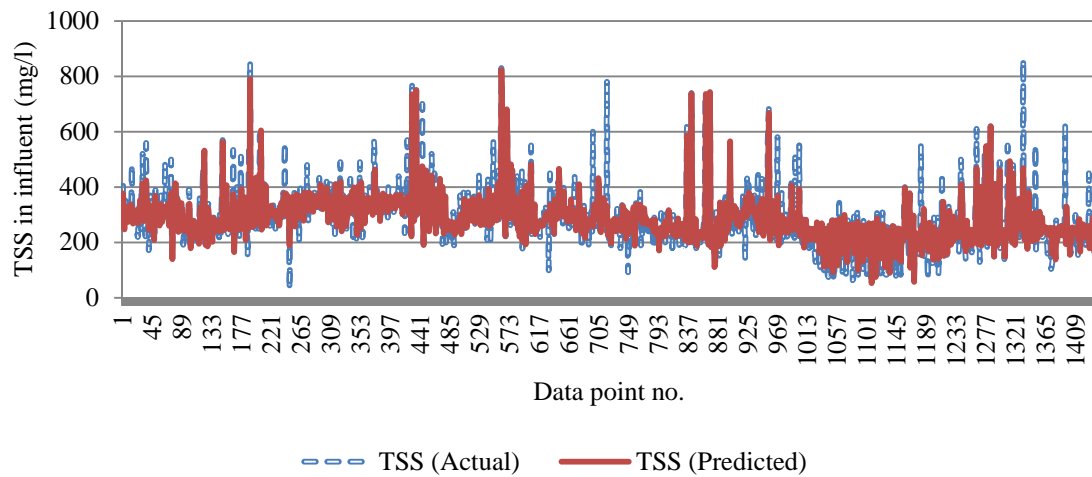 1000
800
600
400
200
0
TSS in influent (mg/l)
1 45 89 133 177 221 265 309 353 397 441 485 529 573 617 661 705 749 793 837 881 925 969 1013 1057 1101 1145 1189 1233 1277 1321 1365 1409
Data point no.
TSS (Actual) TSS (Predicted)